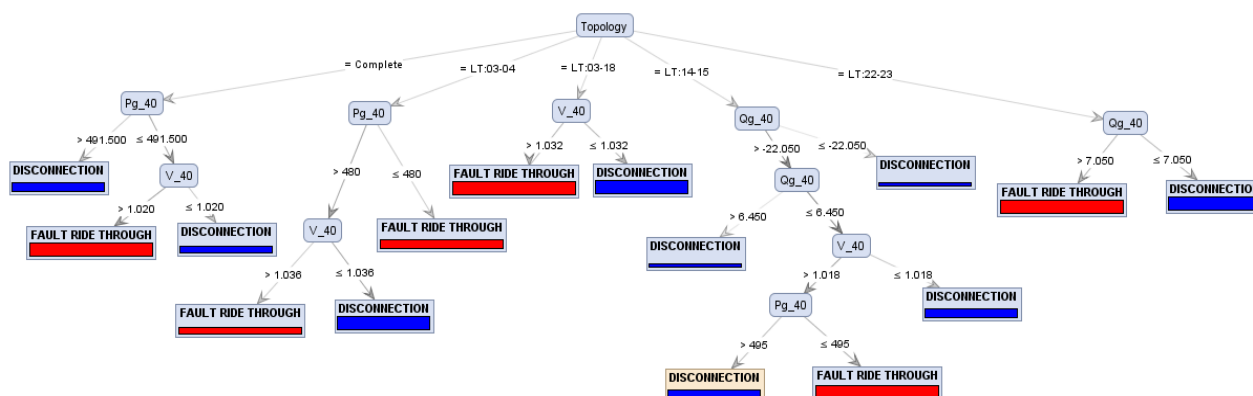 Topology
= Complete
= LT:03-04
= LT:03-18
= LT:14-15
= LT:22-23
Pg_40
Pg_40
V_40
Qg_40
Qg_40
> 491.500
≤ 491.500
> 1.032
≤ 1.032
> -22.050
≤ -22.050
> 7.050
≤ 7.050
DISCONNECTION
V_40
> 480
≤ 480
FAULT RIDE THROUGH
DISCONNECTION
Qg_40
DISCONNECTION
FAULT RIDE THROUGH
DISCONNECTION
> 1.020
≤ 1.020
> 6.450
≤ 6.450
FAULT RIDE THROUGH
DISCONNECTION
V_40
FAULT RIDE THROUGH
DISCONNECTION
V_40
> 1.036
≤ 1.036
> 1.018
≤ 1.018
FAULT RIDE THROUGH
DISCONNECTION
Pg_40
DISCONNECTION
> 495
≤ 495
DISCONNECTION
FAULT RIDE THROUGH